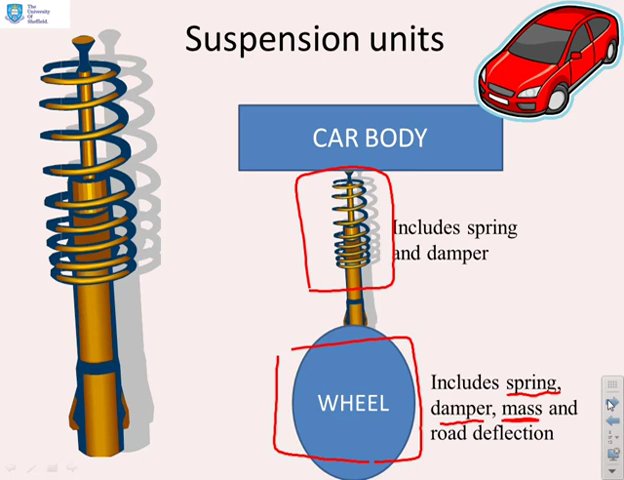 The
University
Of
Sheffield.
Suspension units
CAR BODY
Includes spring
and damper
WHEEL
Includes spring,
damper, mass and
road deflection